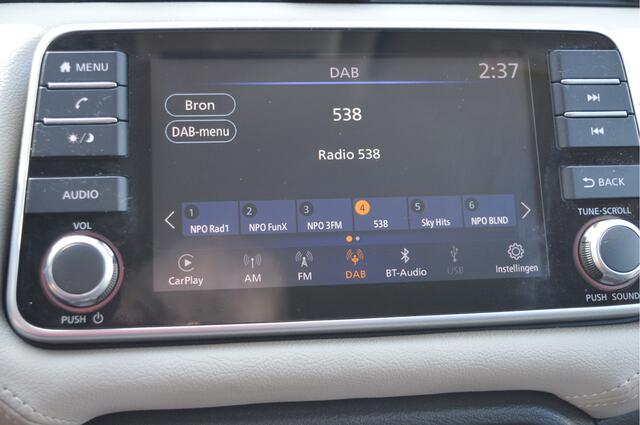 MENU
DAB
2:37
Bron
538
DAB-menu
Radio 538
AUDIO
BACK
VOL
TUNE·SCROLL
1 2 3 4 5 6
NPO Rad1 NPO FunX NPO 3FM 538 Sky Hits NPO BLND
CarPlay AM FM DAB BT-Audio USB Instellingen
PUSH
PUSH SOUND